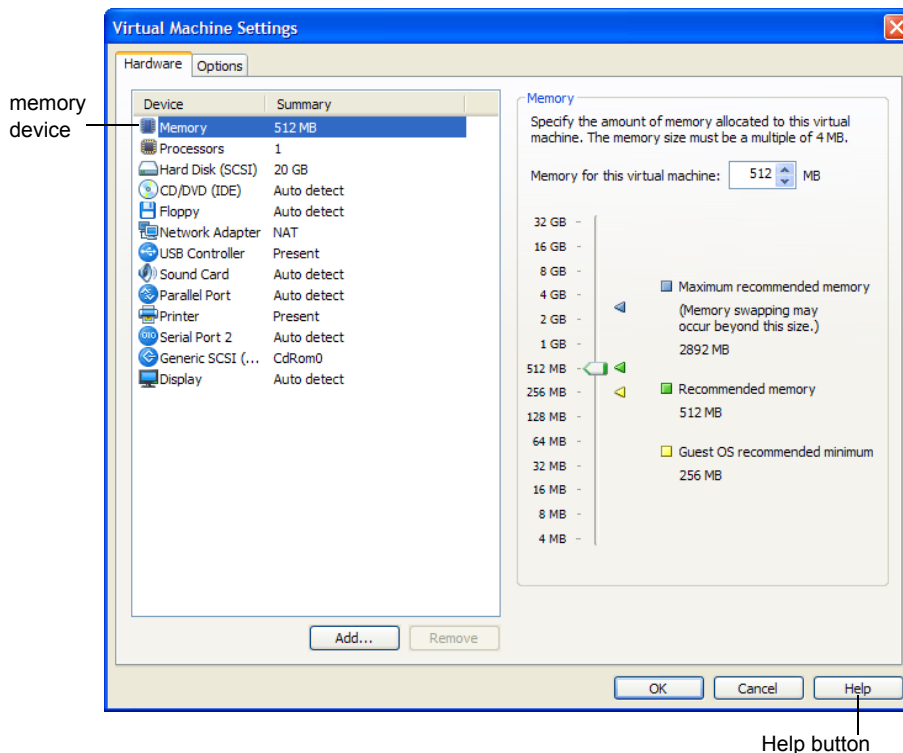 Virtual Machine Settings
Hardware Options
memory
device
Device Summary
Memory 512 MB
Processors 1
Hard Disk (SCSI) 20 GB
CD/DVD (IDE) Auto detect
Floppy Auto detect
Network Adapter NAT
USB Controller Present
Sound Card Auto detect
Parallel Port Auto detect
Printer Present
Serial Port 2 Auto detect
Generic SCSI (... CdRom0
Display Auto detect
Add... Remove
Memory
Specify the amount of memory allocated to this virtual
machine. The memory size must be a multiple of 4 MB.
Memory for this virtual machine: 512 MB
32 GB
16 GB
8 GB
4 GB
2 GB
1 GB
512 MB
256 MB
128 MB
64 MB
32 MB
16 MB
8 MB
4 MB
Maximum recommended memory
(Memory swapping may
occur beyond this size.)
2892 MB
Recommended memory
512 MB
Guest OS recommended minimum
256 MB
OK Cancel Help
Help button